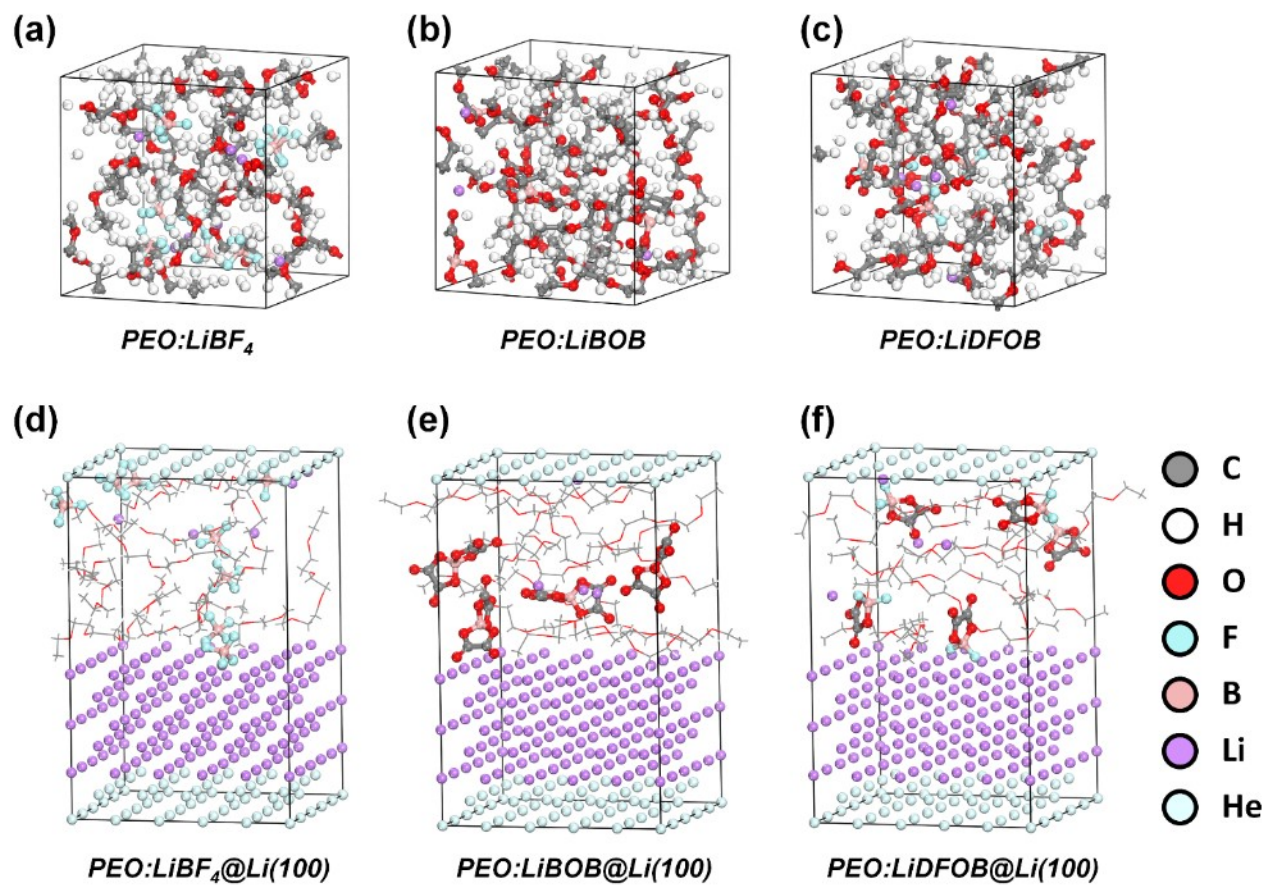 (a)
(b)
(c)
PEO:LiBF4
PEO:LiBOB
PEO:LiDFOB
(d)
(e)
(f)
C
H
O
F
B
Li
He
PEO:LiBF4@Li(100)
PEO:LiBOB@Li(100)
PEO:LiDFOB@Li(100)